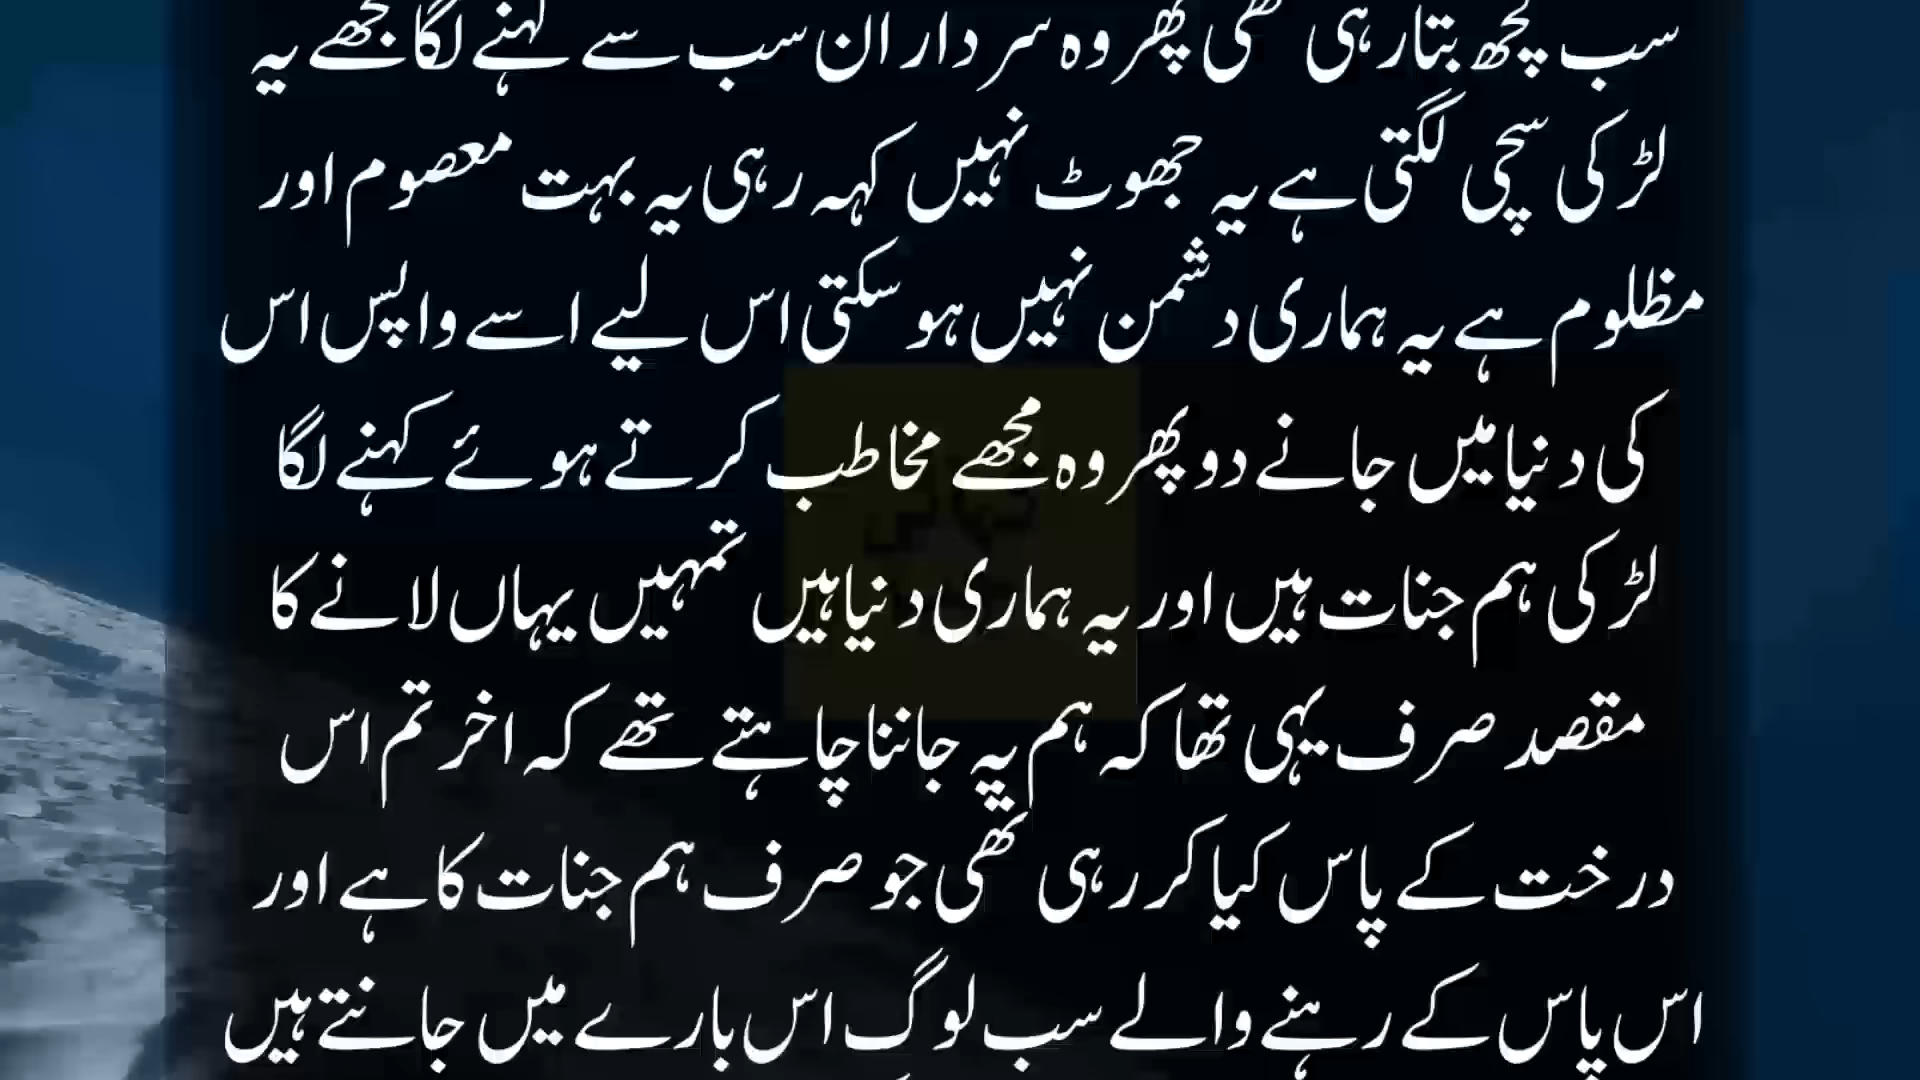 سب کچھ بتا رہی تھی پھر وہ سردار ان سب سے کہنے لگا مجھے یہ
لڑکی سچی لگتی ہے یہ جھوٹ نہیں کہہ رہی یہ بہت معصوم اور
مظلوم ہے یہ ہماری دشمن نہیں ہو سکتی اس لیے اسے واپس اس
کی دنیا میں جانے دو پھر وہ مجھے مخاطب کرتے ہوئے کہنے لگا
لڑکی ہم جنات ہیں اور یہ ہماری دنیا ہیں تمہیں یہاں لانے کا
مقصد صرف یہی تھا کہ ہم یہ جاننا چاہتے تھے کہ اخر تم اس
درخت کے پاس کیا کر رہی تھی جو صرف ہم جنات کا ہے اور
اس پاس کے رہنے والے سب لوگ اس بارے میں جانتے ہیں